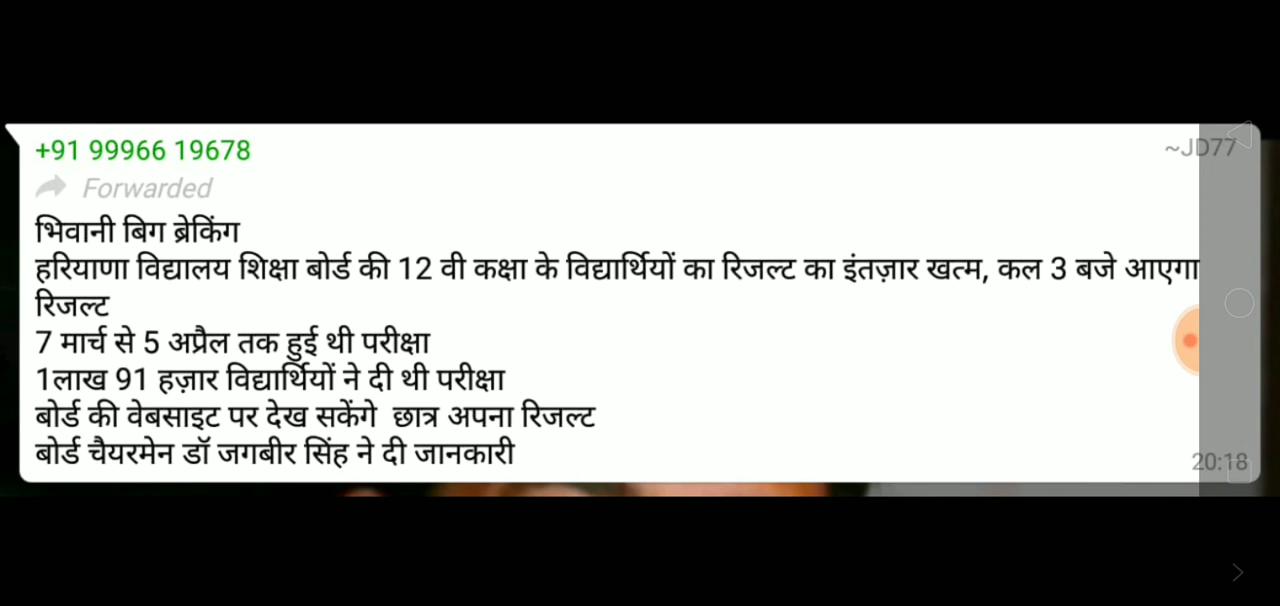 +91 99966 19678
~JD77
Forwarded
भिवानी बिग ब्रेकिंग
हरियाणा विद्यालय शिक्षा बोर्ड की 12 वी कक्षा के विद्यार्थियों का रिजल्ट का इंतज़ार खत्म, कल 3 बजे आएगा
रिजल्ट
7 मार्च से 5 अप्रैल तक हुई थी परीक्षा
1लाख 91 हज़ार विद्यार्थियों ने दी थी परीक्षा
बोर्ड की वेबसाइट पर देख सकेंगे  छात्र अपना रिजल्ट
बोर्ड चैयरमेन डॉ जगबीर सिंह ने दी जानकारी
20:18